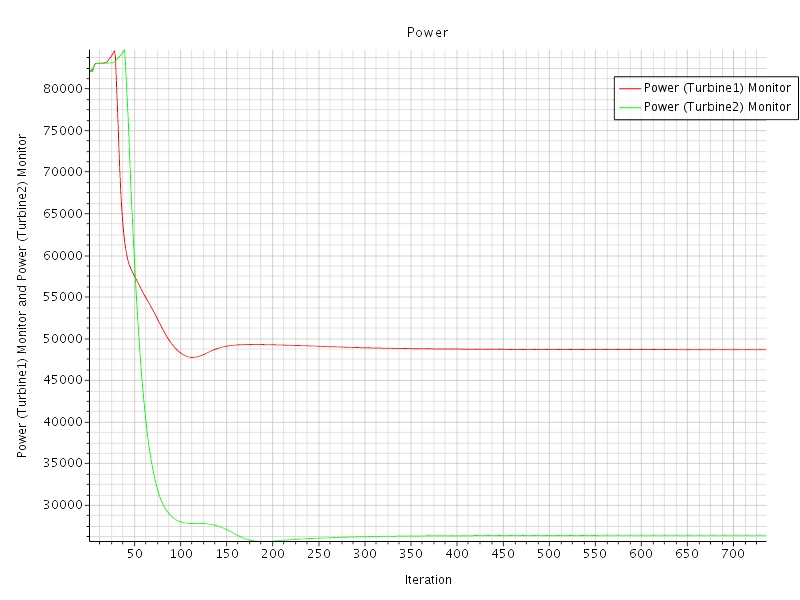 Power
Power (Turbine1) Monitor
Power (Turbine2) Monitor
Power (Turbine1) Monitor and Power (Turbine2) Monitor
80000
75000
70000
65000
60000
55000
50000
45000
40000
35000
30000
50 100 150 200 250 300 350 400 450 500 550 600 650 700
Iteration